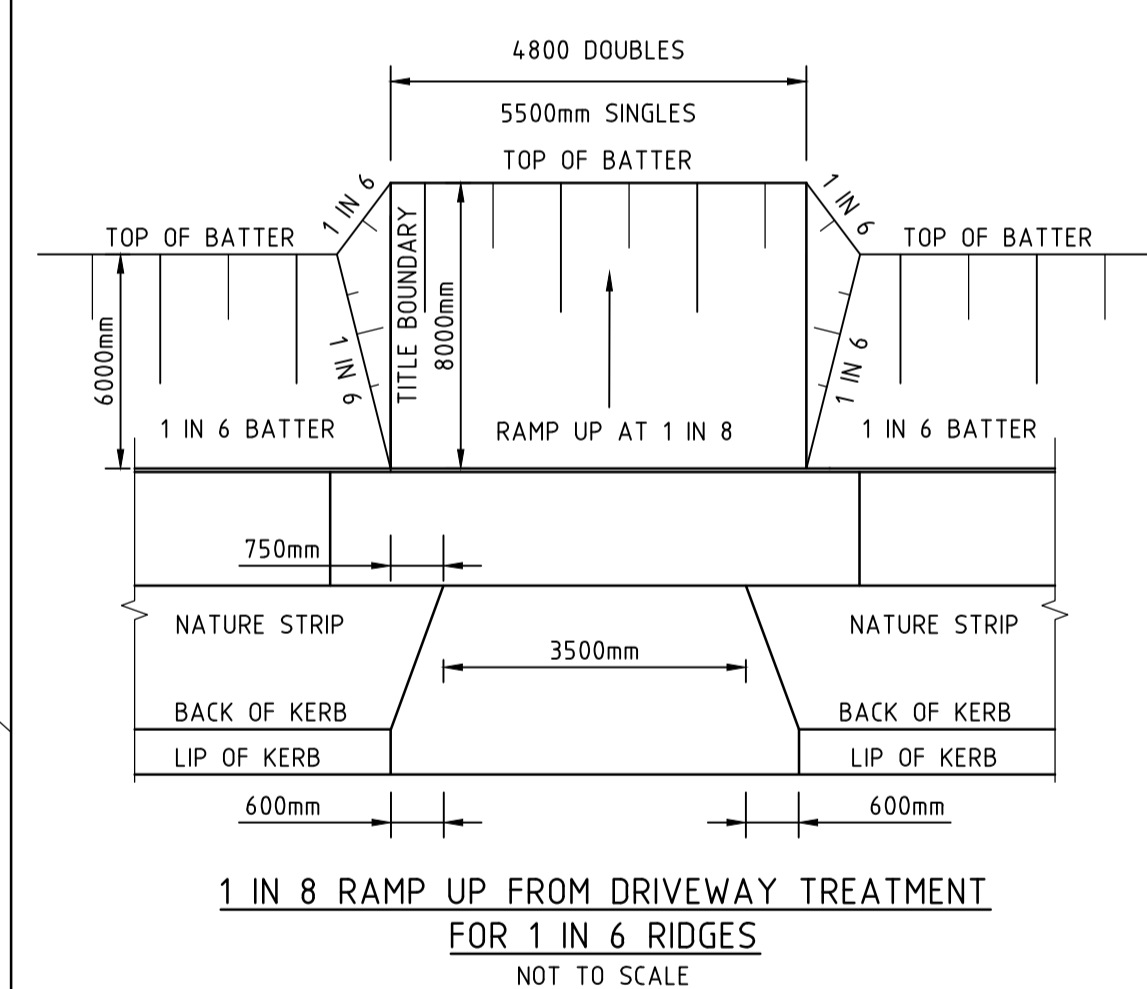 4800 DOUBLES
5500mm SINGLES
TOP OF BATTER
1 IN 6
1 IN 6
TOP OF BATTER
TOP OF BATTER
6000mm
1 IN 6
TITLE BOUNDARY
8000mm
1 IN 6
1 IN 6 BATTER
RAMP UP AT 1 IN 8
1 IN 6 BATTER
750mm
NATURE STRIP
NATURE STRIP
3500mm
BACK OF KERB
BACK OF KERB
LIP OF KERB
LIP OF KERB
600mm
600mm
1 IN 8 RAMP UP FROM DRIVEWAY TREATMENT
FOR 1 IN 6 RIDGES
NOT TO SCALE